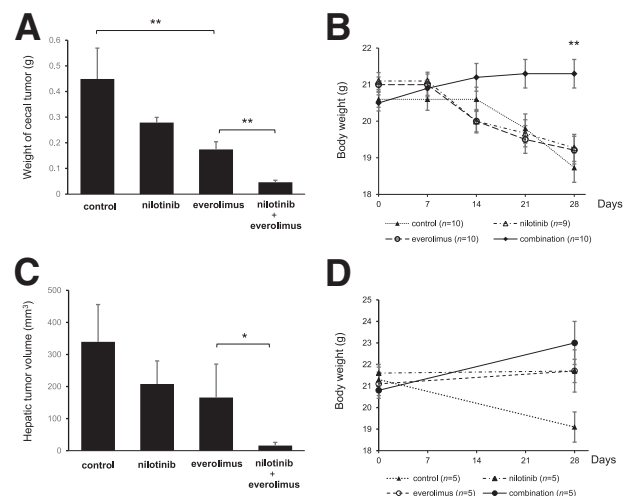 A
Weight of cecal tumor (g)
0.6
0.5
0.4
0.3
0.2
0.1
0
**
**
control
nilotinib
everolimus
nilotinib
+
everolimus
B
Body weight (g)
22
21
20
19
18
**
0
7
14
21
28
Days
control (n=10)
nilotinib (n=9)
everolimus (n=10)
combination (n=10)
C
Hepatic tumor volume (mm³)
500
400
300
200
100
0
*
control
nilotinib
everolimus
nilotinib
+
everolimus
D
Body weight (g)
25
24
23
22
21
20
19
18
0
7
14
21
28
Days
control (n=5)
nilotinib (n=5)
everolimus (n=5)
combination (n=5)